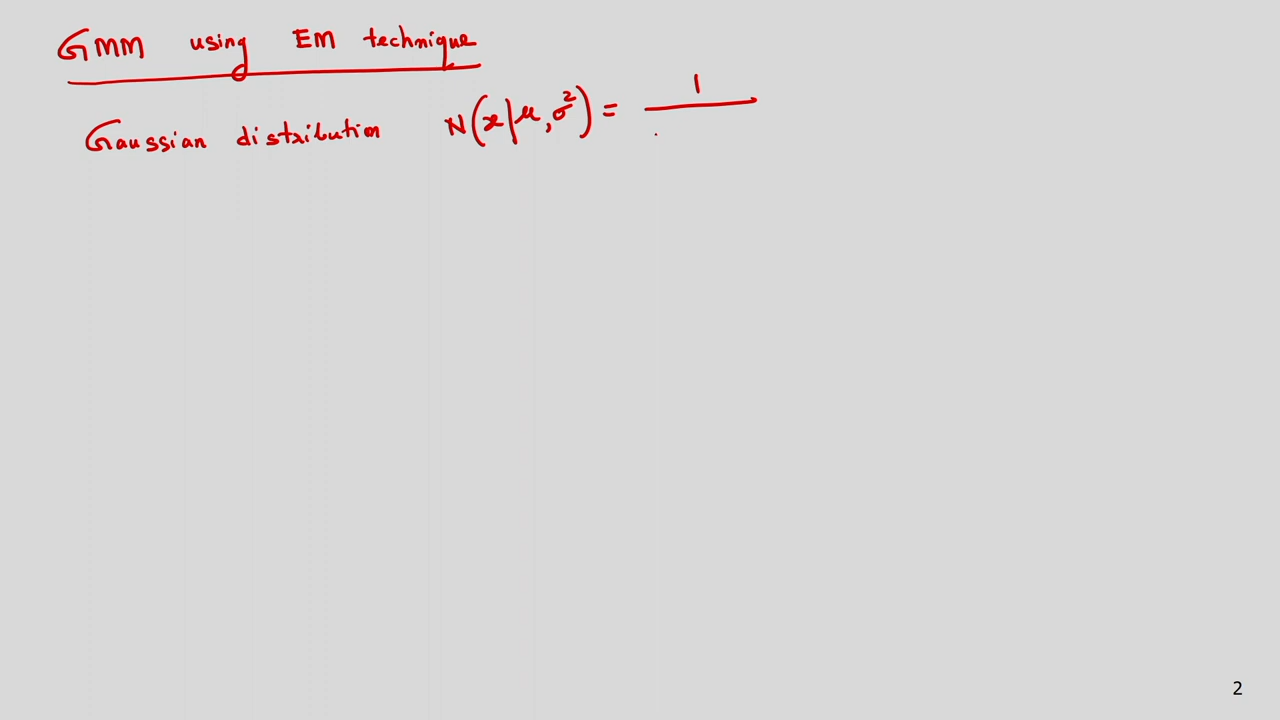 GMM using EM technique
Gaussian distribution N(x|μ,σ²) = 1/
2